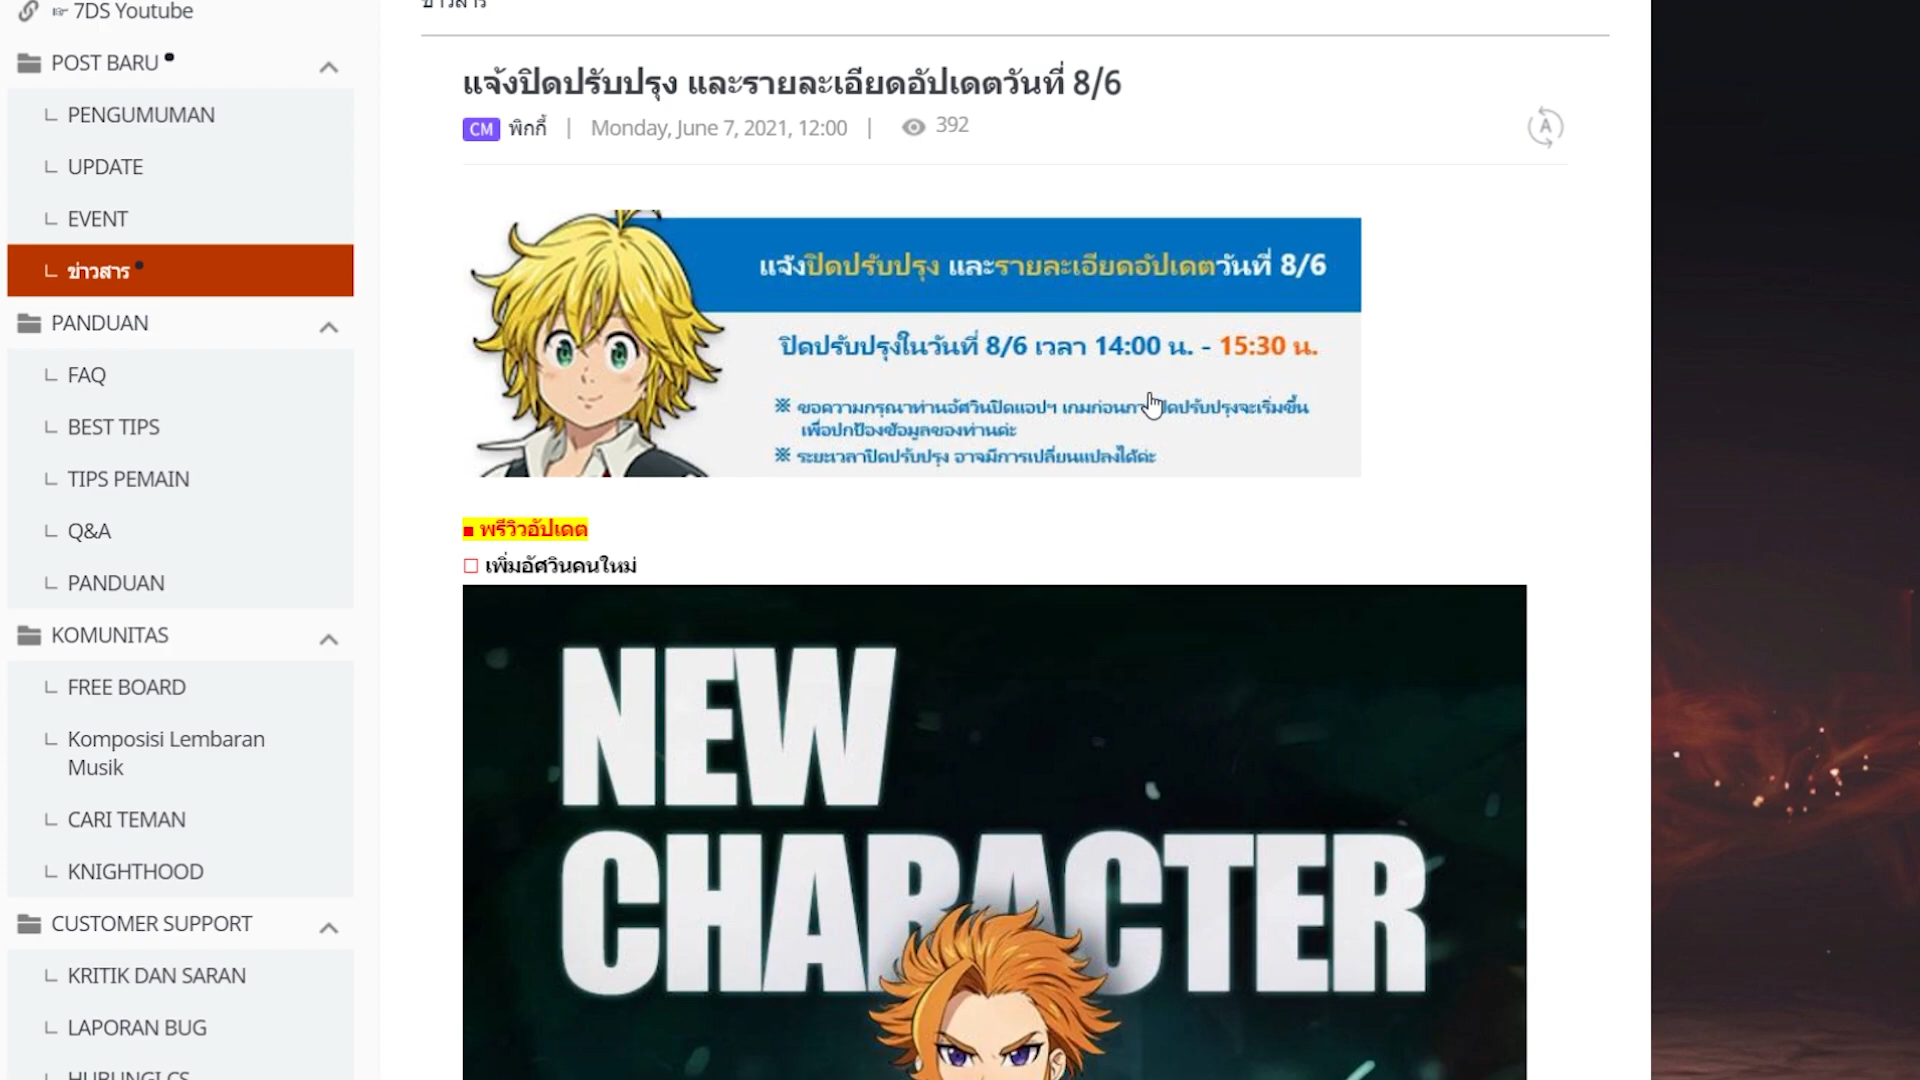 ☞ 7DS Youtube
POST BARU
PENGUMUMAN
UPDATE
EVENT
ข่าวสาร
PANDUAN
FAQ
BEST TIPS
TIPS PEMAIN
Q&A
PANDUAN
KOMUNITAS
FREE BOARD
Komposisi Lembaran
Musik
CARI TEMAN
KNIGHTHOOD
CUSTOMER SUPPORT
KRITIK DAN SARAN
LAPORAN BUG
HUBUNGI CS
ข่าวสาร
แจ้งปิดปรับปรุง และรายละเอียดอัปเดตวันที่ 8/6
CM พิกกี้ | Monday, June 7, 2021, 12:00 | 392
A
แจ้งปิดปรับปรุง และรายละเอียดอัปเดตวันที่ 8/6
ปิดปรับปรุงในวันที่ 8/6 เวลา 14:00 น. - 15:30 น.
※ ขอความกรุณาท่านอัศวินปิดแอปฯ เกมก่อนการปิดปรับปรุงจะเริ่มขึ้น
เพื่อปกป้องข้อมูลของท่านค่ะ
※ ระยะเวลาปิดปรับปรุง อาจมีการเปลี่ยนแปลงได้ค่ะ
■ พรีวิวอัปเดต
□ เพิ่มอัศวินคนใหม่
NEW
CHARACTER